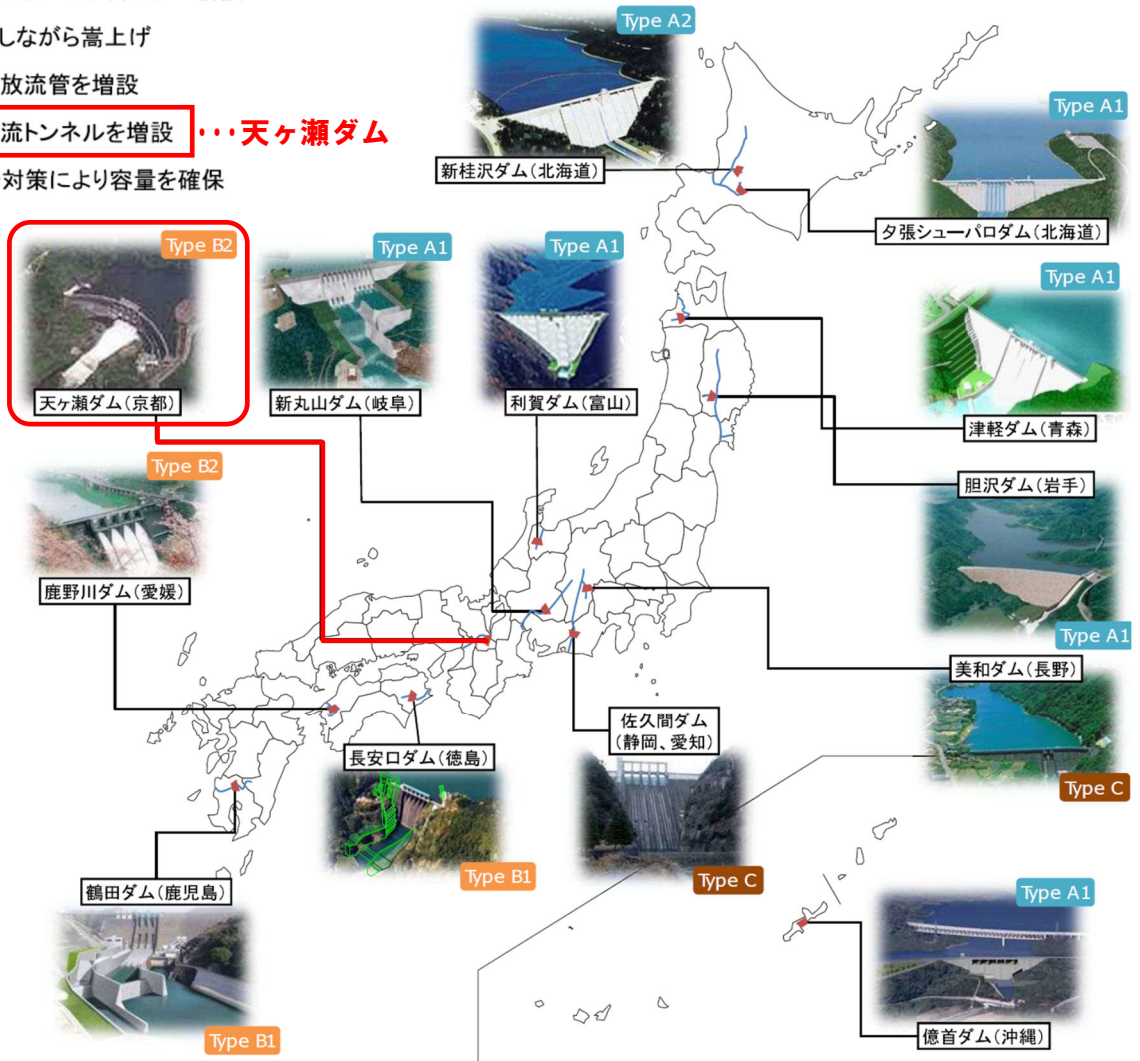 しながら嵩上げ
放流管を増設
流トンネルを増設 ・・・天ヶ瀬ダム
対策により容量を確保
Type A2
新桂沢ダム(北海道)
Type A1
夕張シューパロダム(北海道)
Type B2
天ヶ瀬ダム(京都)
Type A1
新丸山ダム(岐阜)
Type A1
利賀ダム(富山)
Type A1
津軽ダム(青森)
胆沢ダム(岩手)
Type A1
Type B2
鹿野川ダム(愛媛)
美和ダム(長野)
Type C
長安口ダム(徳島)
Type B1
佐久間ダム
(静岡、愛知)
Type C
鶴田ダム(鹿児島)
Type B1
Type A1
億首ダム(沖縄)